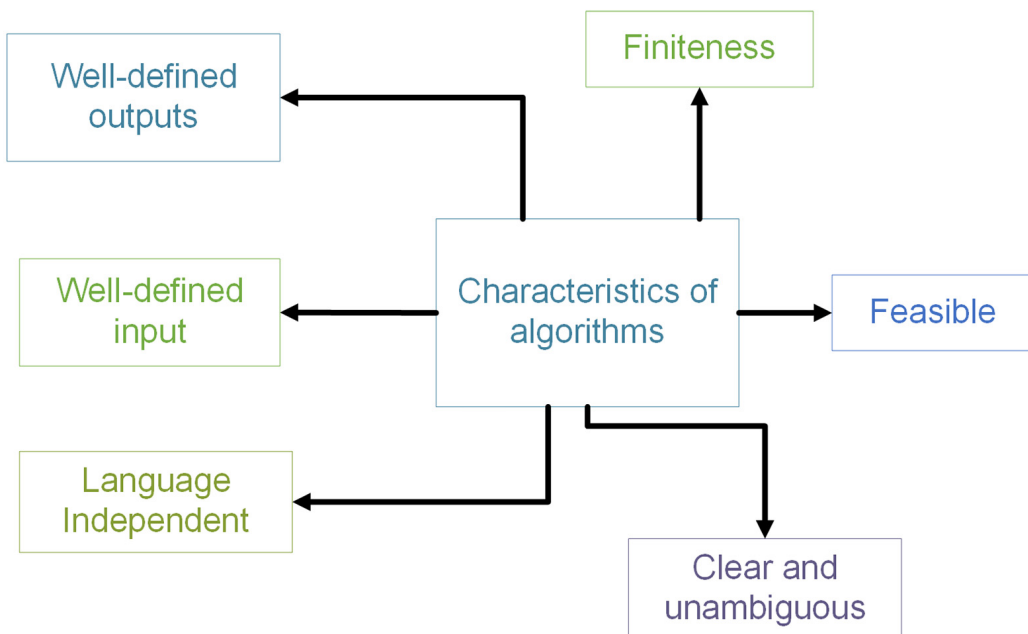 Finiteness
Well-defined
outputs
Well-defined
input
Characteristics of
algorithms
Feasible
Language
Independent
Clear and
unambiguous